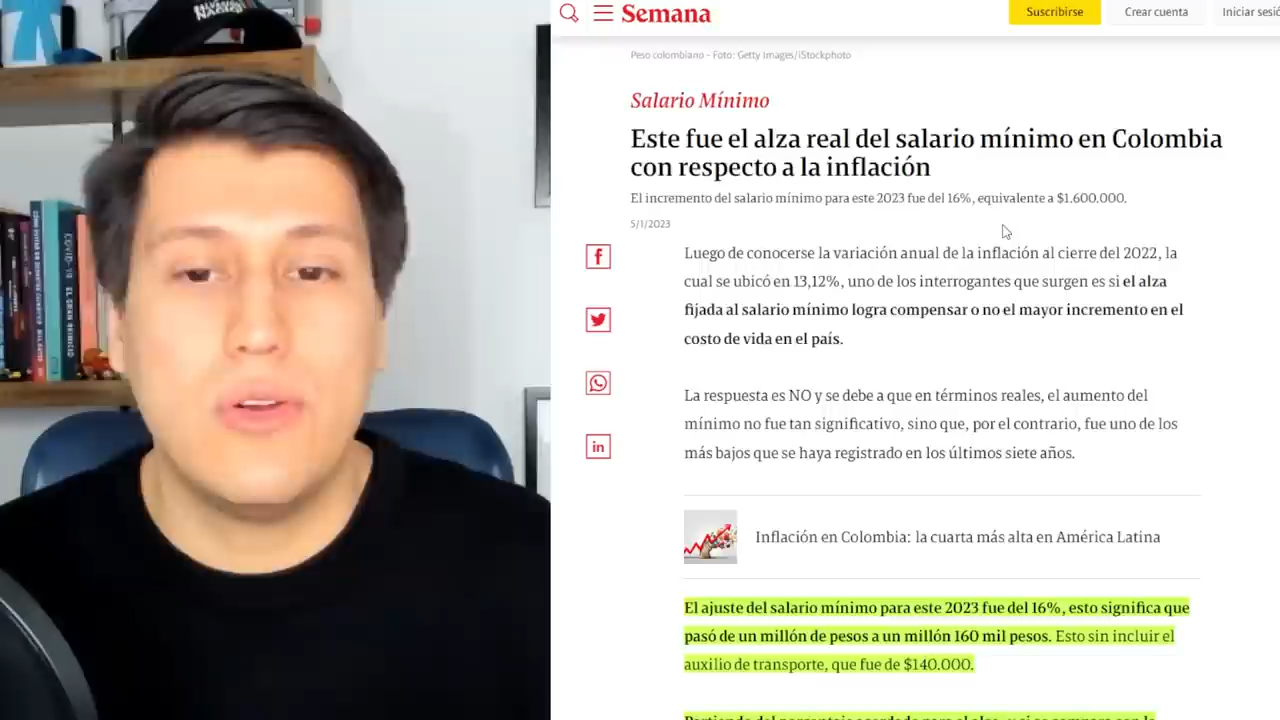 NACION
COVID-19
EL GRAN REINICIO
Semana
Suscribirse
Crear cuenta
Iniciar sesió
Peso colombiano - Foto: Getty Images/iStockphoto
Salario Mínimo
Este fue el alza real del salario mínimo en Colombia
con respecto a la inflación
El incremento del salario mínimo para este 2023 fue del 16%, equivalente a $1.600.000.
5/1/2023
Luego de conocerse la variación anual de la inflación al cierre del 2022, la
cual se ubicó en 13,12%, uno de los interrogantes que surgen es si el alza
fijada al salario mínimo logra compensar o no el mayor incremento en el
costo de vida en el país.
La respuesta es NO y se debe a que en términos reales, el aumento del
mínimo no fue tan significativo, sino que, por el contrario, fue uno de los
más bajos que se haya registrado en los últimos siete años.
Inflación en Colombia: la cuarta más alta en América Latina
El ajuste del salario mínimo para este 2023 fue del 16%, esto significa que
pasó de un millón de pesos a un millón 160 mil pesos. Esto sin incluir el
auxilio de transporte, que fue de $140.000.